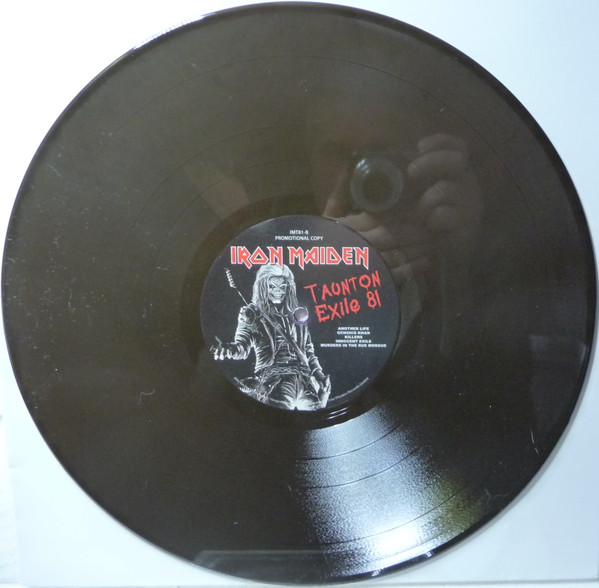 IMT81-B
PROMOTIONAL COPY
IRON MAIDEN
TAUNTON
EXilE 81
ANOTHER LIFE
GENGHIS KHAN
KILLERS
INNOCENT EXILE
MURDERS IN THE RUE MORGUE